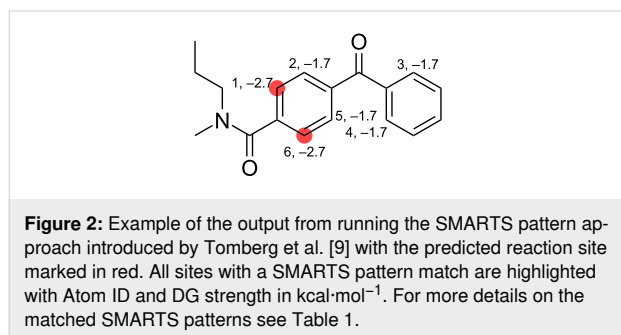 O
2, –1.7
3, –1.7
1, –2.7
5, –1.7
N
4, –1.7
6, –2.7
O
Figure 2: Example of the output from running the SMARTS pattern ap-
proach introduced by Tomberg et al. [9] with the predicted reaction site
marked in red. All sites with a SMARTS pattern match are highlighted
with Atom ID and DG strength in kcal·mol−1. For more details on the
matched SMARTS patterns see Table 1.